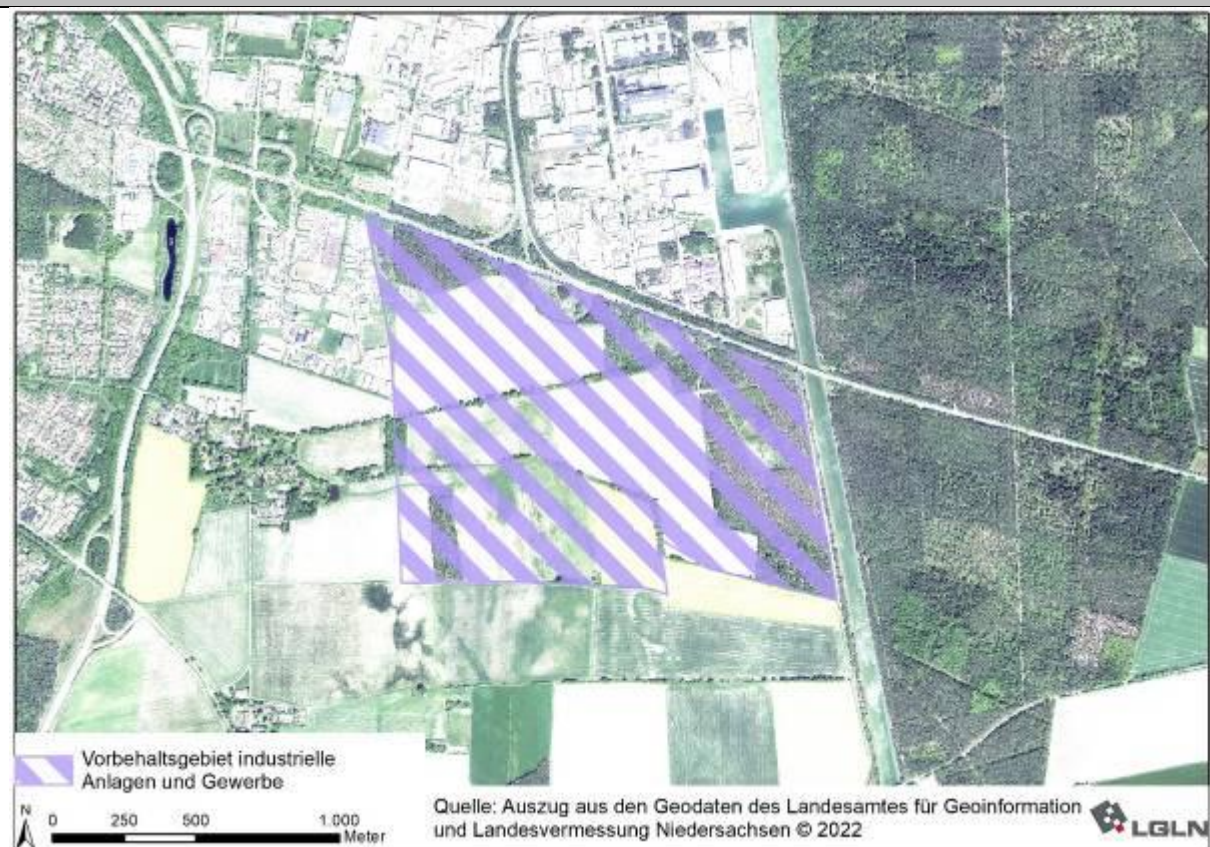 Vorbehaltsgebiet industrielle
Anlagen und Gewerbe
N
0 250 500 1.000
Meter
Quelle: Auszug aus den Geodaten des Landesamtes für Geoinformation
und Landesvermessung Niedersachsen © 2022
LGLN